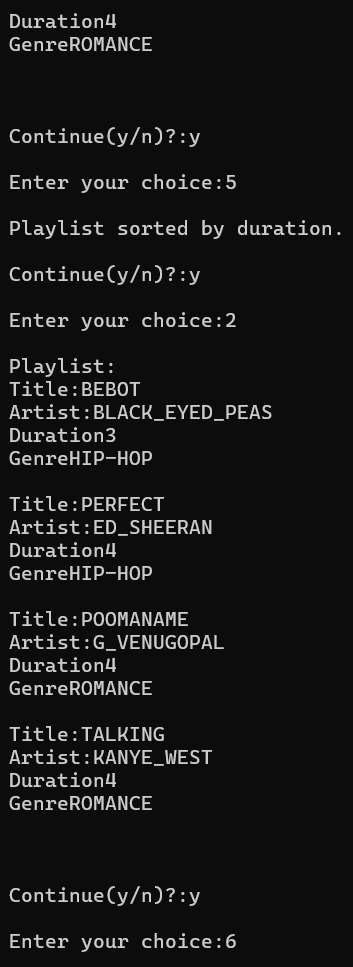 Duration4
GenreROMANCE
Continue(y/n)?:y
Enter your choice:5
Playlist sorted by duration.
Continue(y/n)?:y
Enter your choice:2
Playlist:
Title:BEBOT
Artist:BLACK_EYED_PEAS
Duration3
GenreHIP-HOP
Title:PERFECT
Artist:ED_SHEERAN
Duration4
GenreHIP-HOP
Title:POOMANAME
Artist:G_VENUGOPAL
Duration4
GenreROMANCE
Title:TALKING
Artist:KANYE_WEST
Duration4
GenreROMANCE
Continue(y/n)?:y
Enter your choice:6